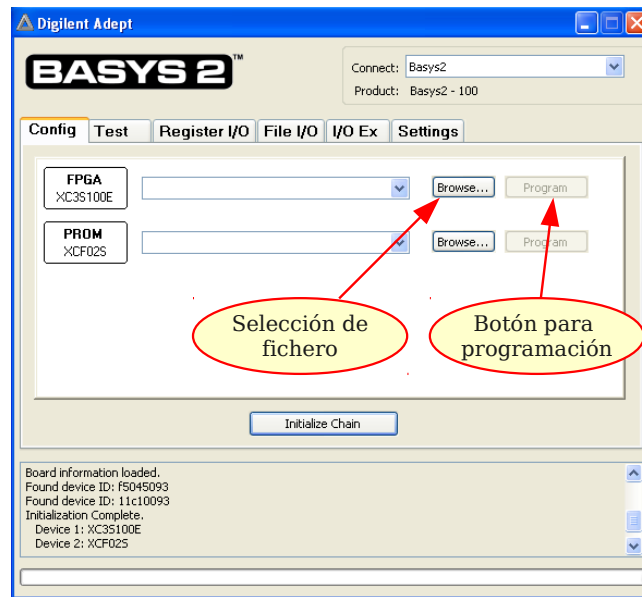 Digilent Adept
BASYS 2™
Connect: Basys2
Product: Basys2 - 100
Config Test Register I/O File I/O I/O Ex Settings
FPGA
XC3S100E
Browse... Program
PROM
XCF02S
Browse... Program
Selección de
fichero
Botón para
programación
Initialize Chain
Board information loaded.
Found device ID: f5045093
Found device ID: 11c10093
Initialization Complete.
Device 1: XC3S100E
Device 2: XCF02S